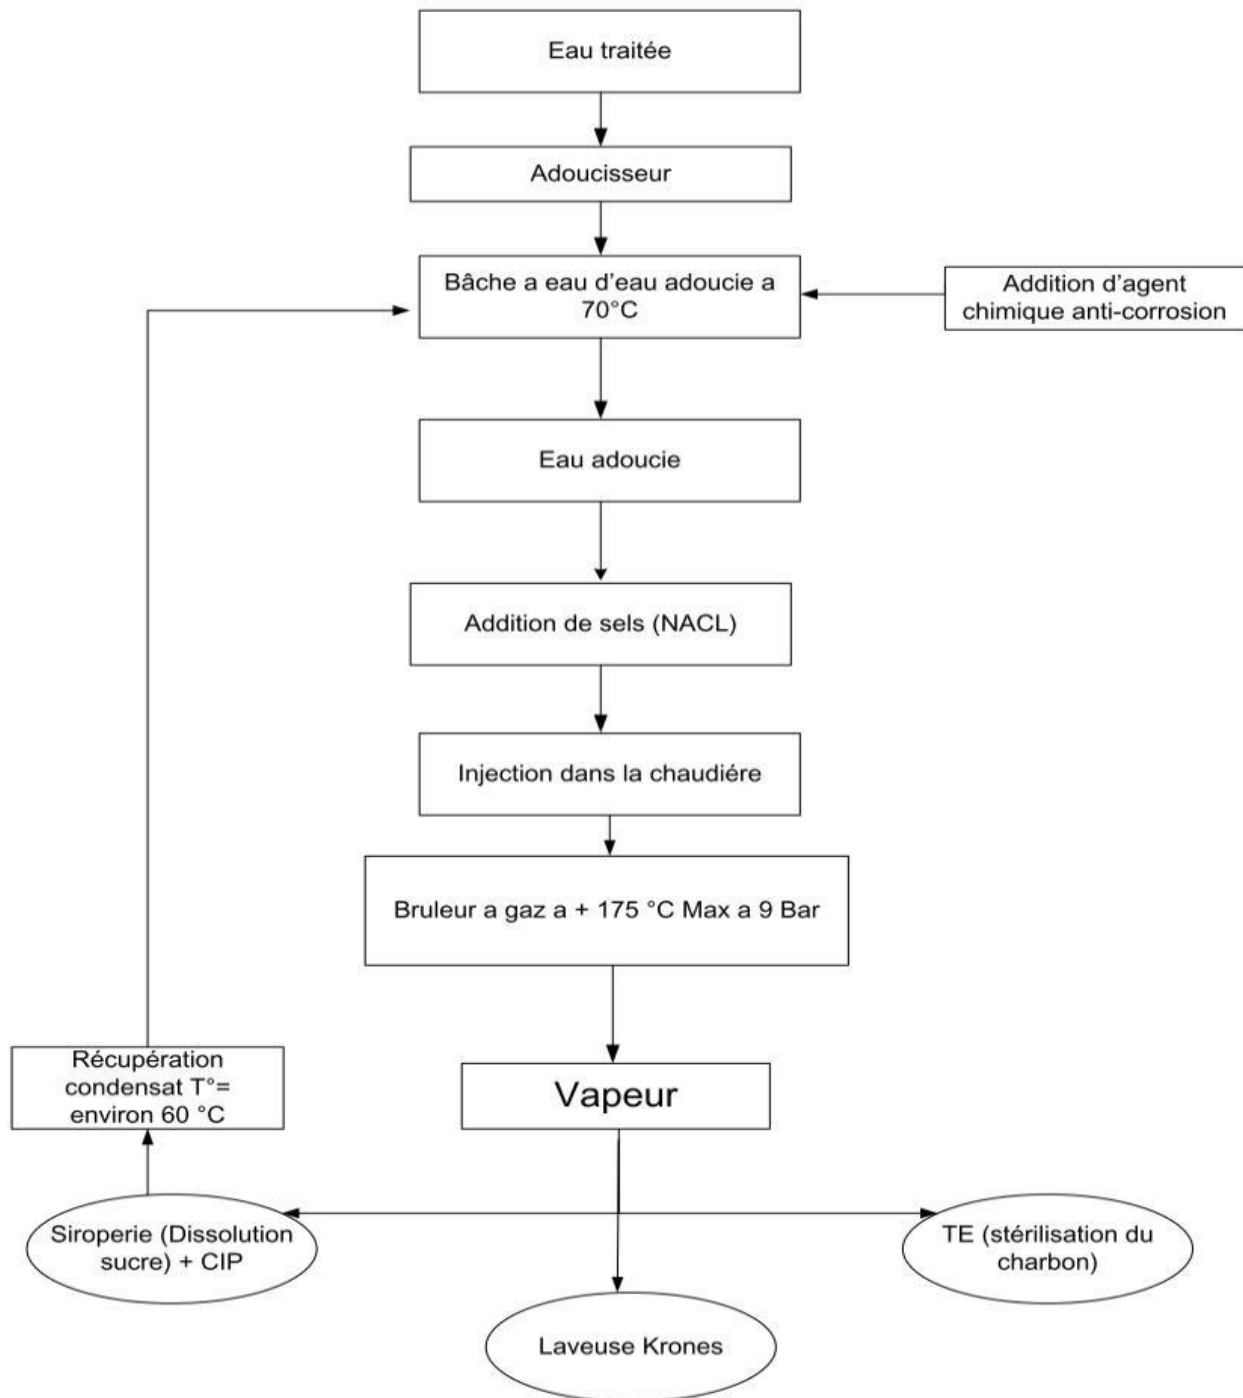 Eau traitée
Adoucisseur
Bâche a eau d'eau adoucie a
70°C
Addition d'agent
chimique anti-corrosion
Eau adoucie
Addition de sels (NACL)
Injection dans la chaudiére
Bruleur a gaz a + 175 °C Max a 9 Bar
Récupération
condensat T°=
environ 60 °C
Vapeur
Siroperie (Dissolution
sucre) + CIP
TE (stérilisation du
charbon)
Laveuse Krones